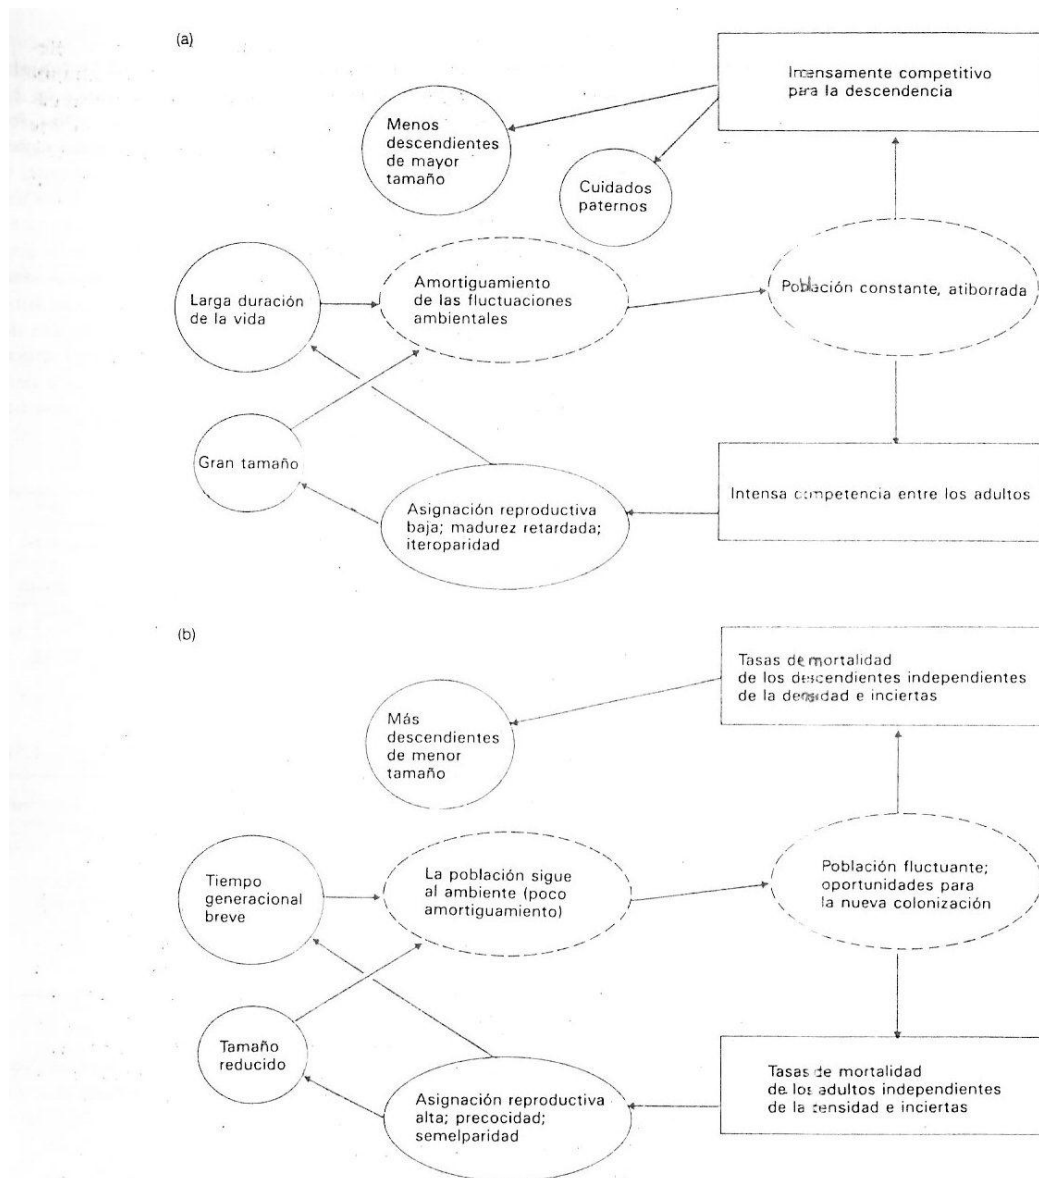 (a)
Intensamente competitivo
para la descendencia
Menos
descendientes
de mayor
tamaño
Cuidados
paternos
Larga duración
de la vida
Amortiguamiento
de las fluctuaciones
ambientales
Población constante, atiborrada
Gran tamaño
Asignación reproductiva
baja; madurez retardada;
iteroparidad
Intensa competencia entre los adultos
(b)
Tasas de mortalidad
de los descendientes independientes
de la densidad e inciertas
Más
descendientes
de menor
tamaño
Tiempo
generacional
breve
La población sigue
al ambiente (poco
amortiguamiento)
Población fluctuante;
oportunidades para
la nueva colonización
Tamaño
reducido
Asignación reproductiva
alta; precocidad;
semelparidad
Tasas de mortalidad
de los adultos independientes
de la densidad e inciertas